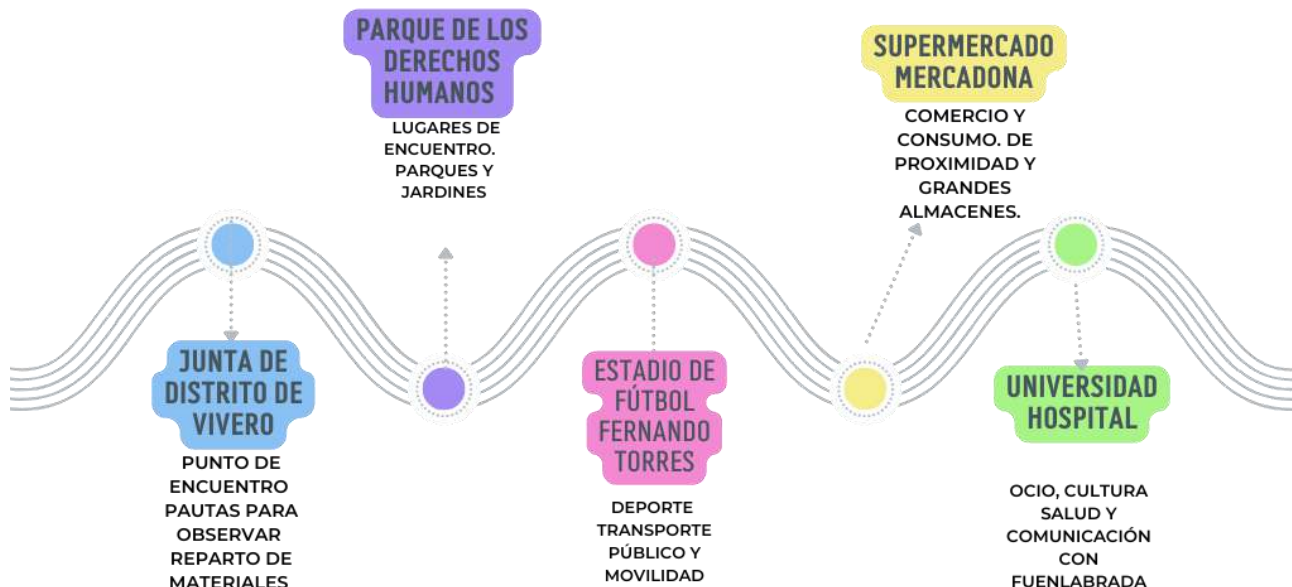 JUNTA DE
DISTRITO DE
VIVERO
PUNTO DE
ENCUENTRO
PAUTAS PARA
OBSERVAR
REPARTO DE
MATERIALES
PARQUE DE LOS
DERECHOS
HUMANOS
LUGARES DE
ENCUENTRO.
PARQUES Y
JARDINES
ESTADIO DE
FÚTBOL
FERNANDO
TORRES
DEPORTE
TRANSPORTE
PÚBLICO Y
MOVILIDAD
SUPERMERCADO
MERCADONA
COMERCIO Y
CONSUMO. DE
PROXIMIDAD Y
GRANDES
ALMACENES.
UNIVERSIDAD
HOSPITAL
OCIO, CULTURA
SALUD Y
COMUNICACIÓN
CON
FUENLABRADA